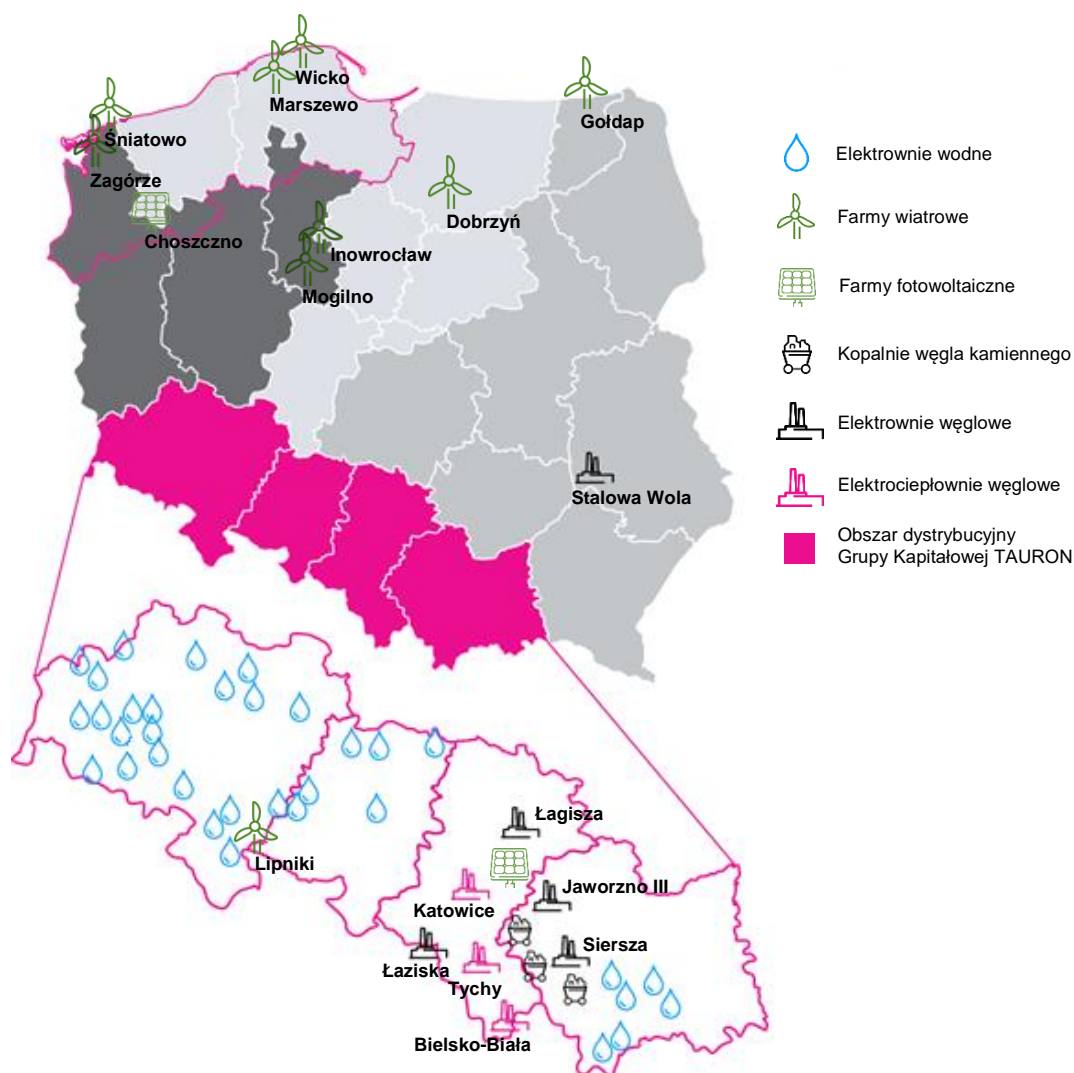 Wicko
Marszewo
Gołdap
Śniatowo
Zagórze
Dobrzyń
Choszczno
Inowrocław
Mogilno
Stalowa Wola
Elektrownie wodne
Farmy wiatrowe
Farmy fotowoltaiczne
Kopalnie węgla kamiennego
Elektrownie węglowe
Elektrociepłownie węglowe
Obszar dystrybucyjny
Grupy Kapitałowej TAURON
Łagisza
Lipniki
Jaworzno III
Katowice
Siersza
Łaziska
Tychy
Bielsko-Biała